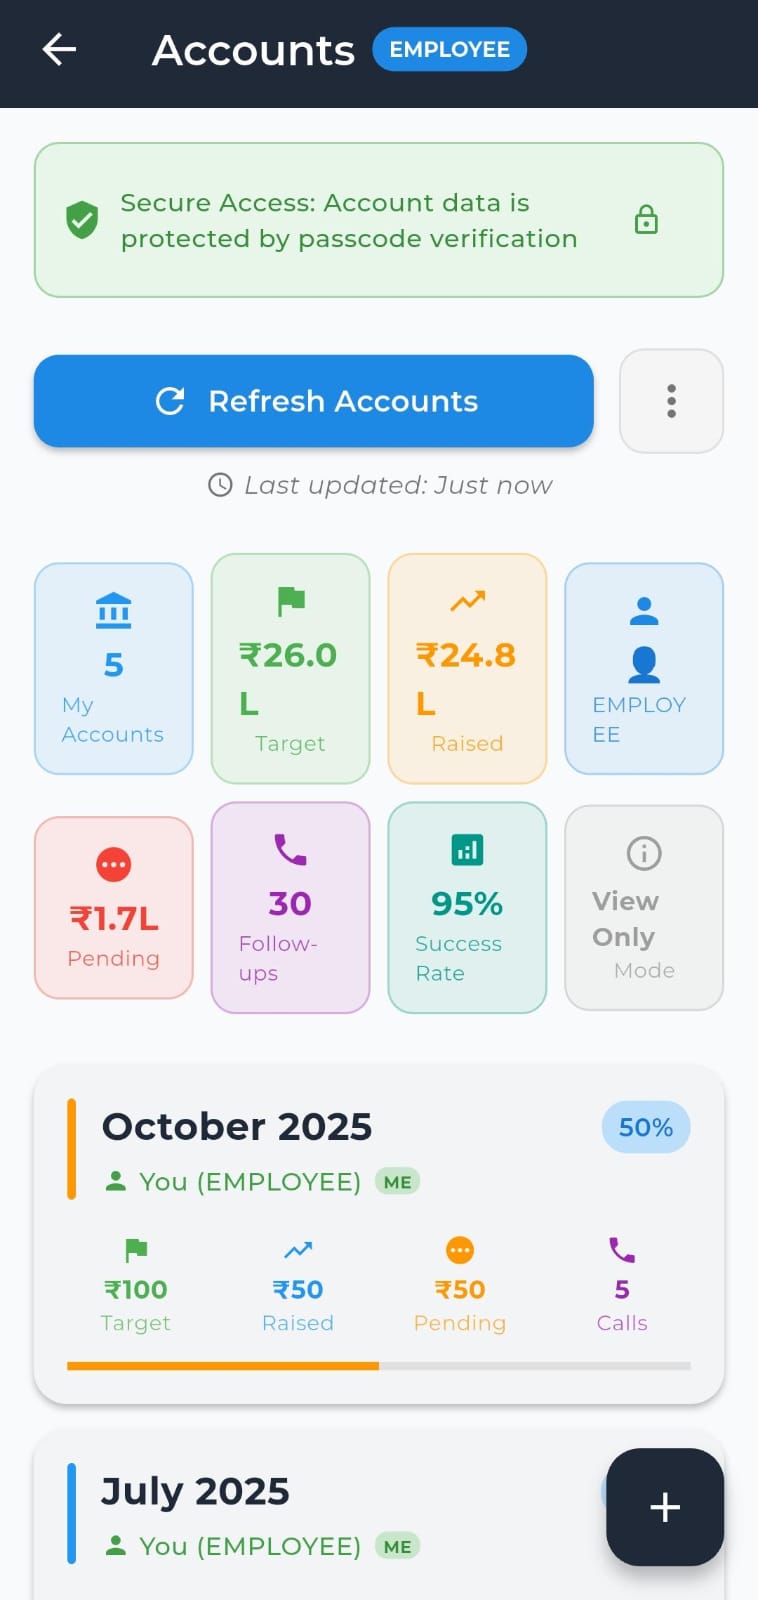 Accounts EMPLOYEE
Secure Access: Account data is
protected by passcode verification
Refresh Accounts
Last updated: Just now
5
My
Accounts
₹26.0
L
Target
₹24.8
L
Raised
EMPLOY
EE
₹1.7L
Pending
30
Follow-
ups
95%
Success
Rate
View
Only
Mode
October 2025
50%
You (EMPLOYEE) ME
₹100 ₹50 ₹50 5
Target Raised Pending Calls
July 2025
You (EMPLOYEE) ME